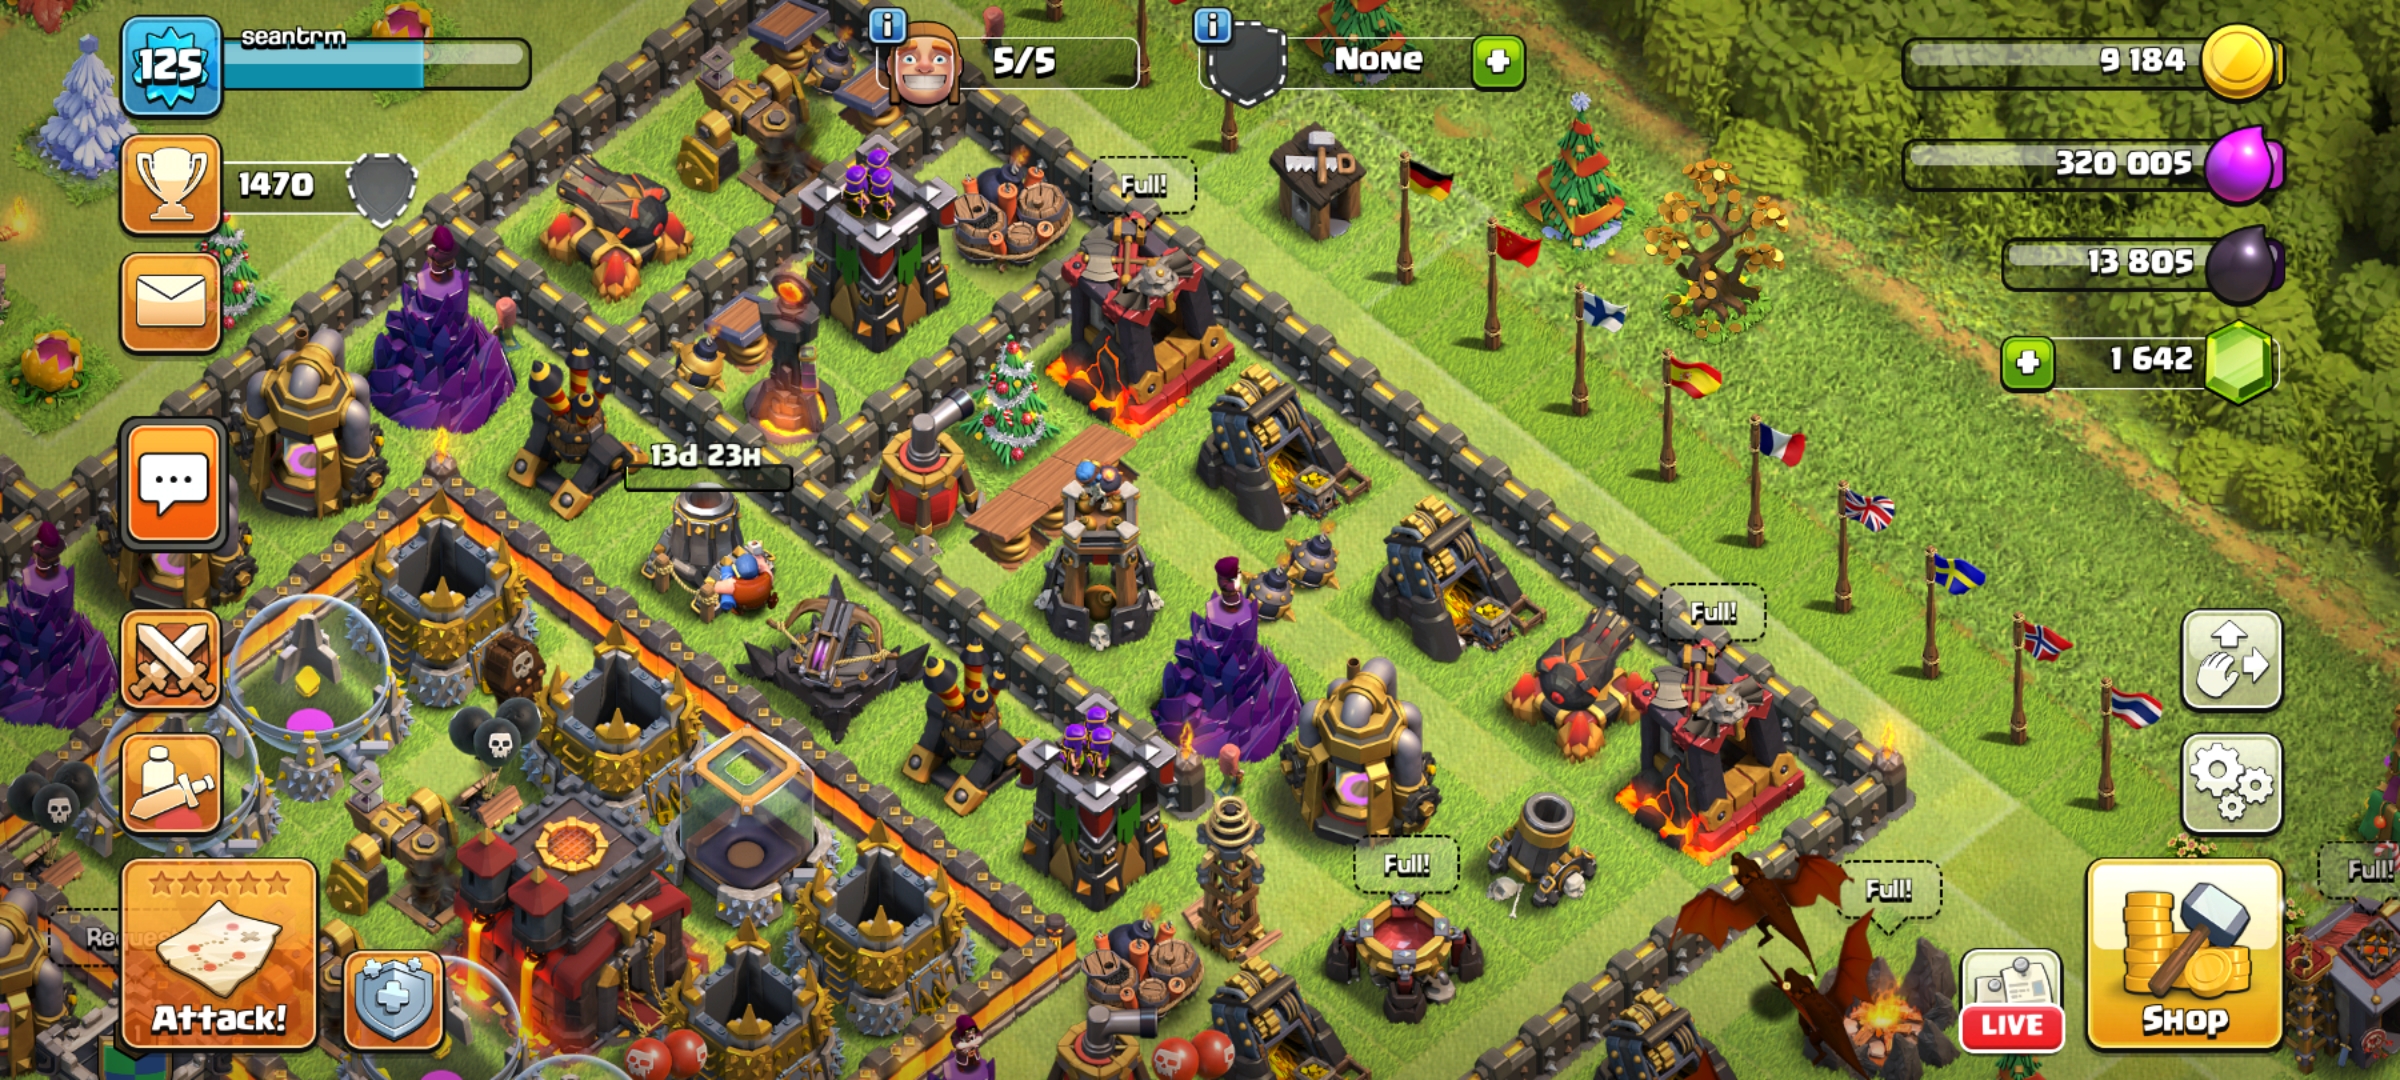 125
seantrm
i
5/5
i
None
9 184
1470
320 005
13 805
1 642
Full!
13d 23h
Full!
Full!
Full!
Full!
Attack!
LIVE
Shop